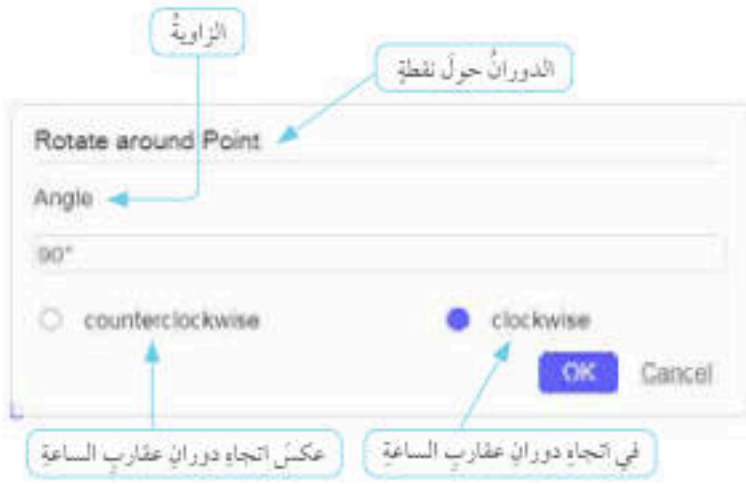 الزاويةُ
الدورانُ حولَ نقطةٍ
Rotate around Point
Angle
90°
counterclockwise
clockwise
OK
Cancel
عكسَ اتجاهِ دورانِ عقاربِ الساعةِ
في اتجاهِ دورانِ عقاربِ الساعةِ